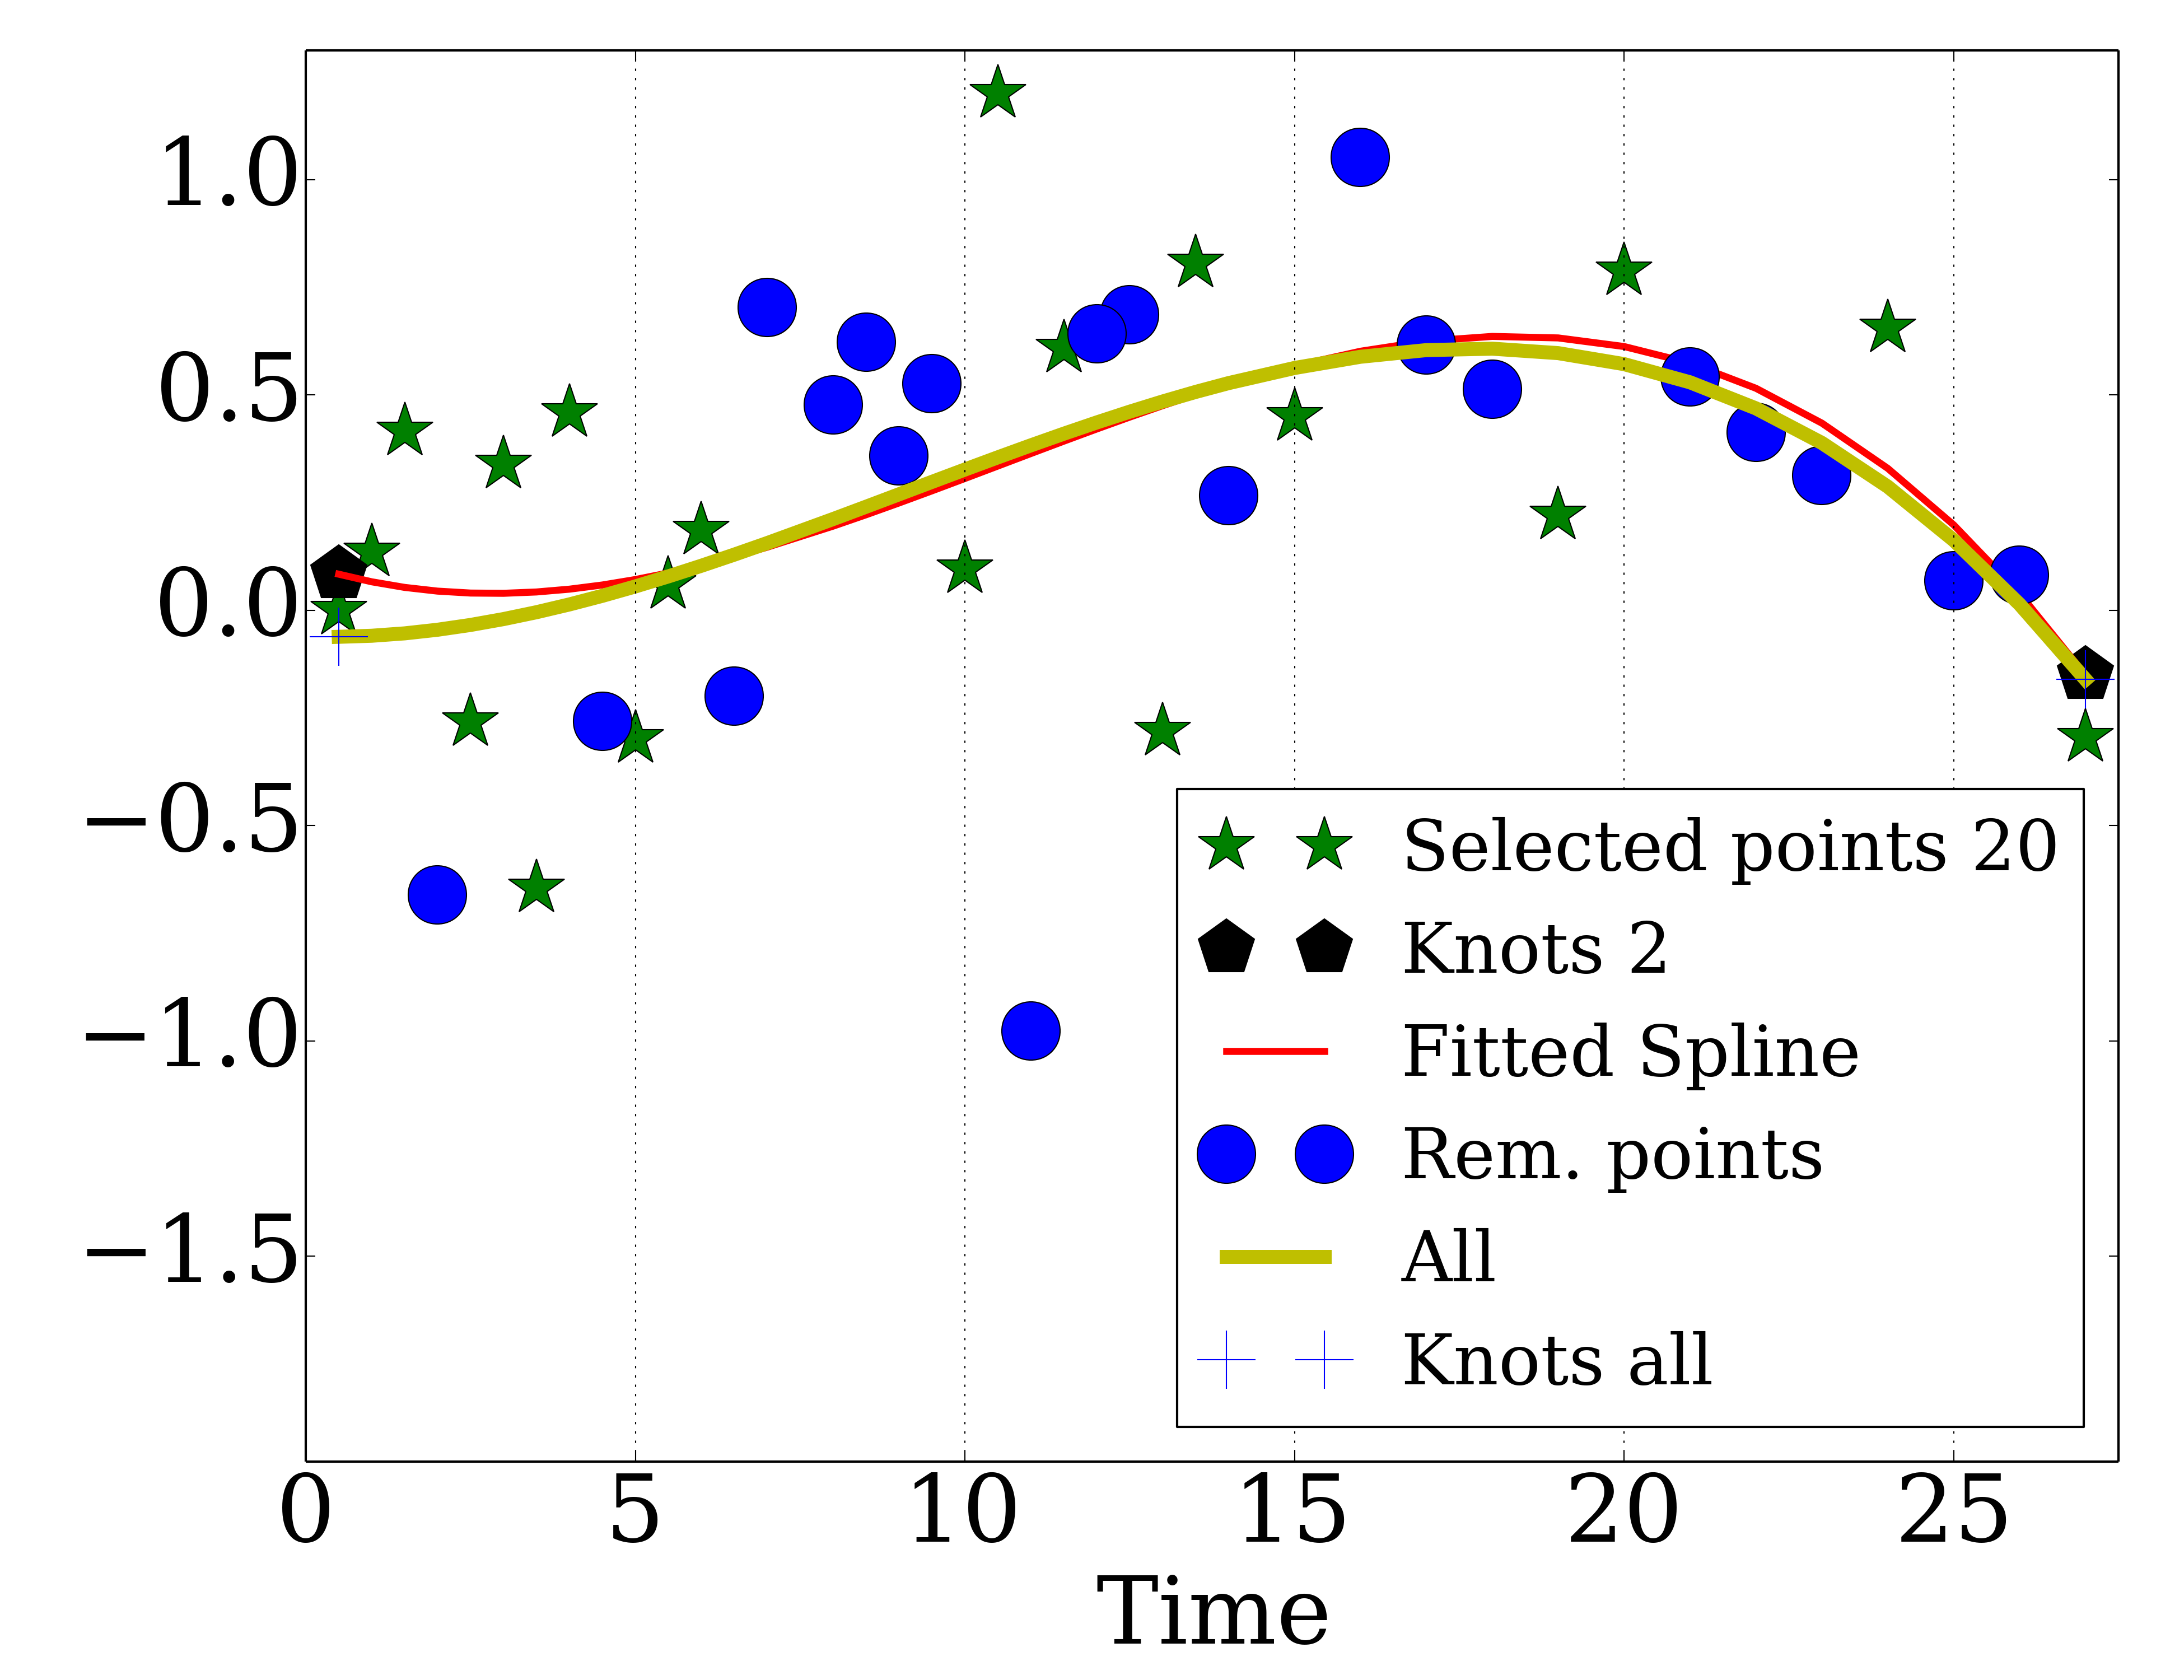 1.0
0.5
0.0
−0.5
−1.0
−1.5
Selected points 20
Knots 2
Fitted Spline
Rem. points
All
Knots all
0 5 10 15 20 25
Time